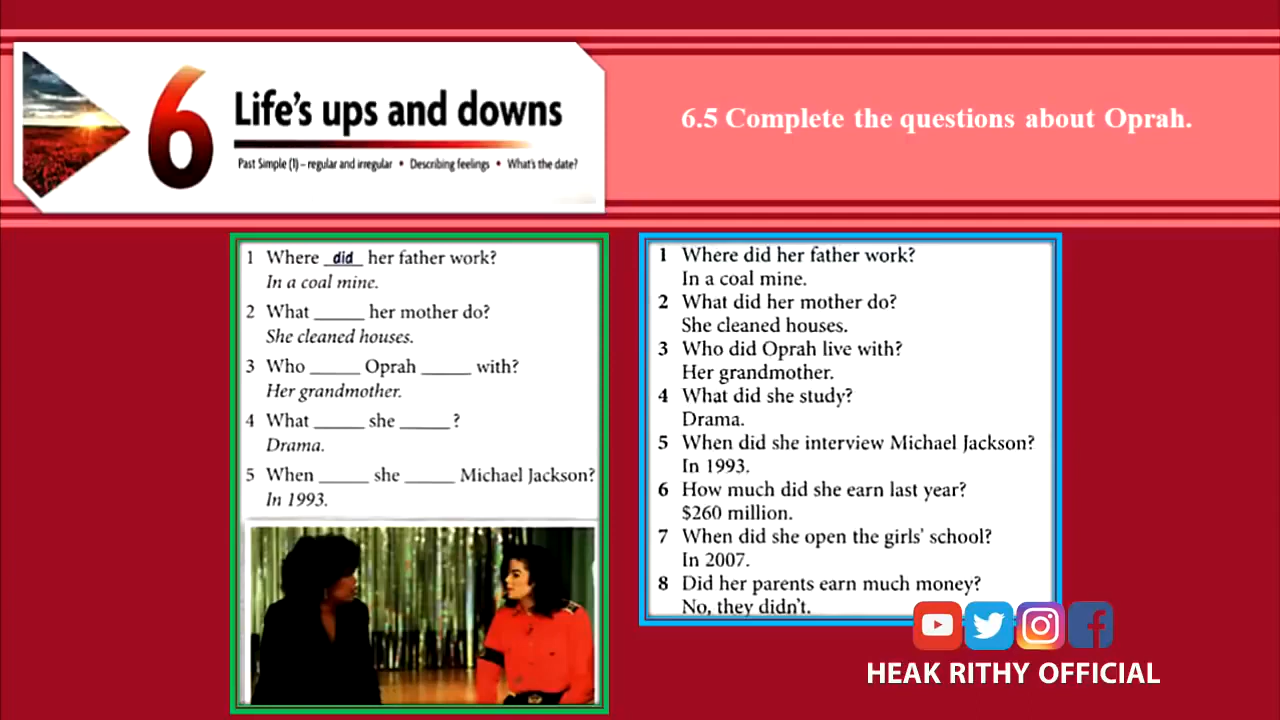 6
Life's ups and downs
Past Simple (1) – regular and irregular • Describing feelings • What's the date?
6.5 Complete the questions about Oprah.
1 Where did her father work?
In a coal mine.
2 What _____ her mother do?
She cleaned houses.
3 Who _____ Oprah _____ with?
Her grandmother.
4 What _____ she _____ ?
Drama.
5 When _____ she _____ Michael Jackson?
In 1993.
1 Where did her father work?
In a coal mine.
2 What did her mother do?
She cleaned houses.
3 Who did Oprah live with?
Her grandmother.
4 What did she study?
Drama.
5 When did she interview Michael Jackson?
In 1993.
6 How much did she earn last year?
$260 million.
7 When did she open the girls' school?
In 2007.
8 Did her parents earn much money?
No, they didn't.
HEAK RITHY OFFICIAL